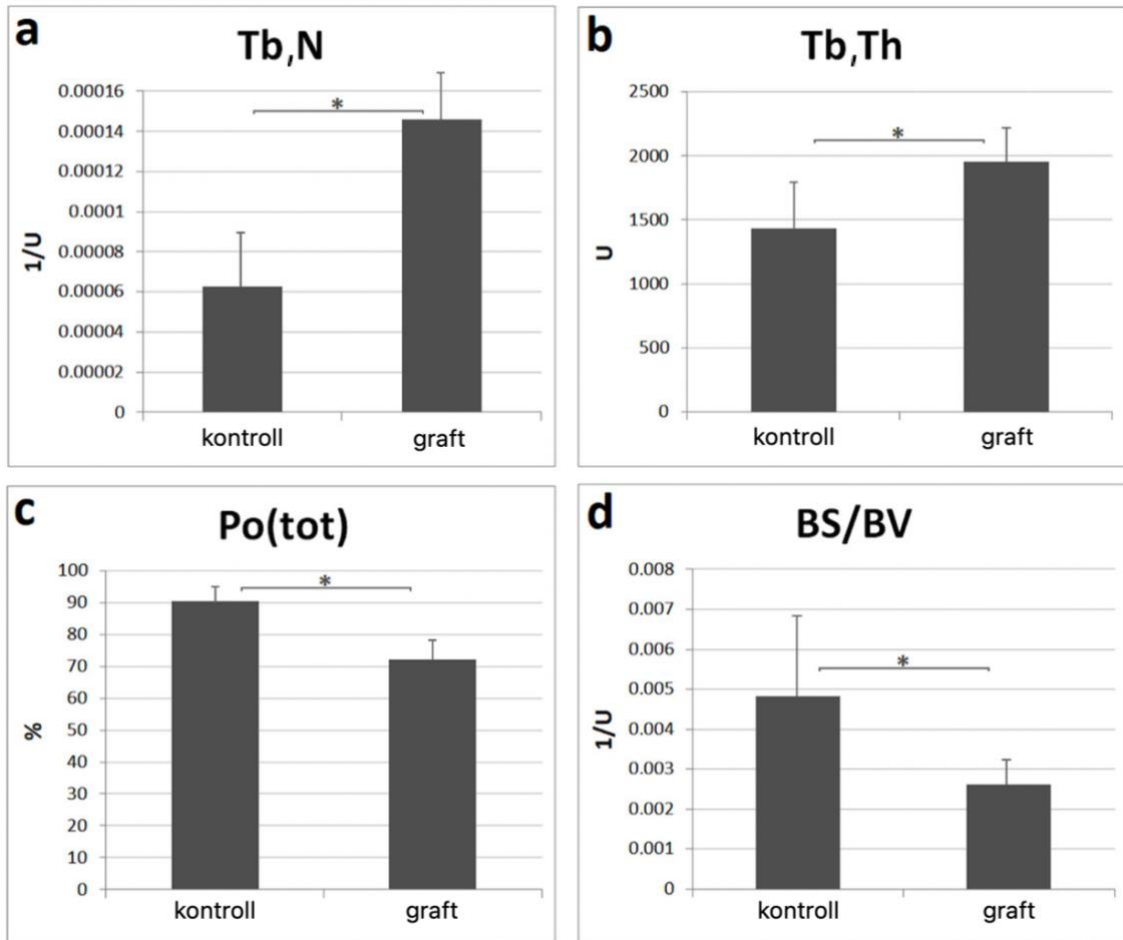 a
Tb,N
0.00016
0.00014
0.00012
0.0001
0.00008
0.00006
0.00004
0.00002
0
1/U
*
kontroll
graft
b
Tb,Th
2500
2000
1500
1000
500
0
U
*
kontroll
graft
c
Po(tot)
100
90
80
70
60
50
40
30
20
10
0
%
*
kontroll
graft
d
BS/BV
0.008
0.007
0.006
0.005
0.004
0.003
0.002
0.001
0
1/U
*
kontroll
graft